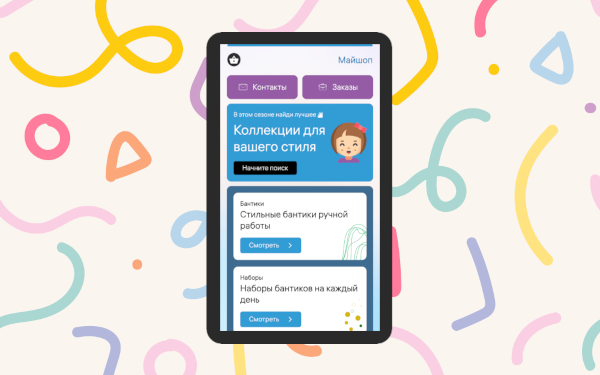 Майшоп
Контакты
Заказы
В этом сезоне найди лучшее
Коллекции для
вашего стиля
Начните поиск
Бантики
Стильные бантики ручной
работы
Смотреть
Наборы
Наборы бантиков на каждый
день
Смотреть